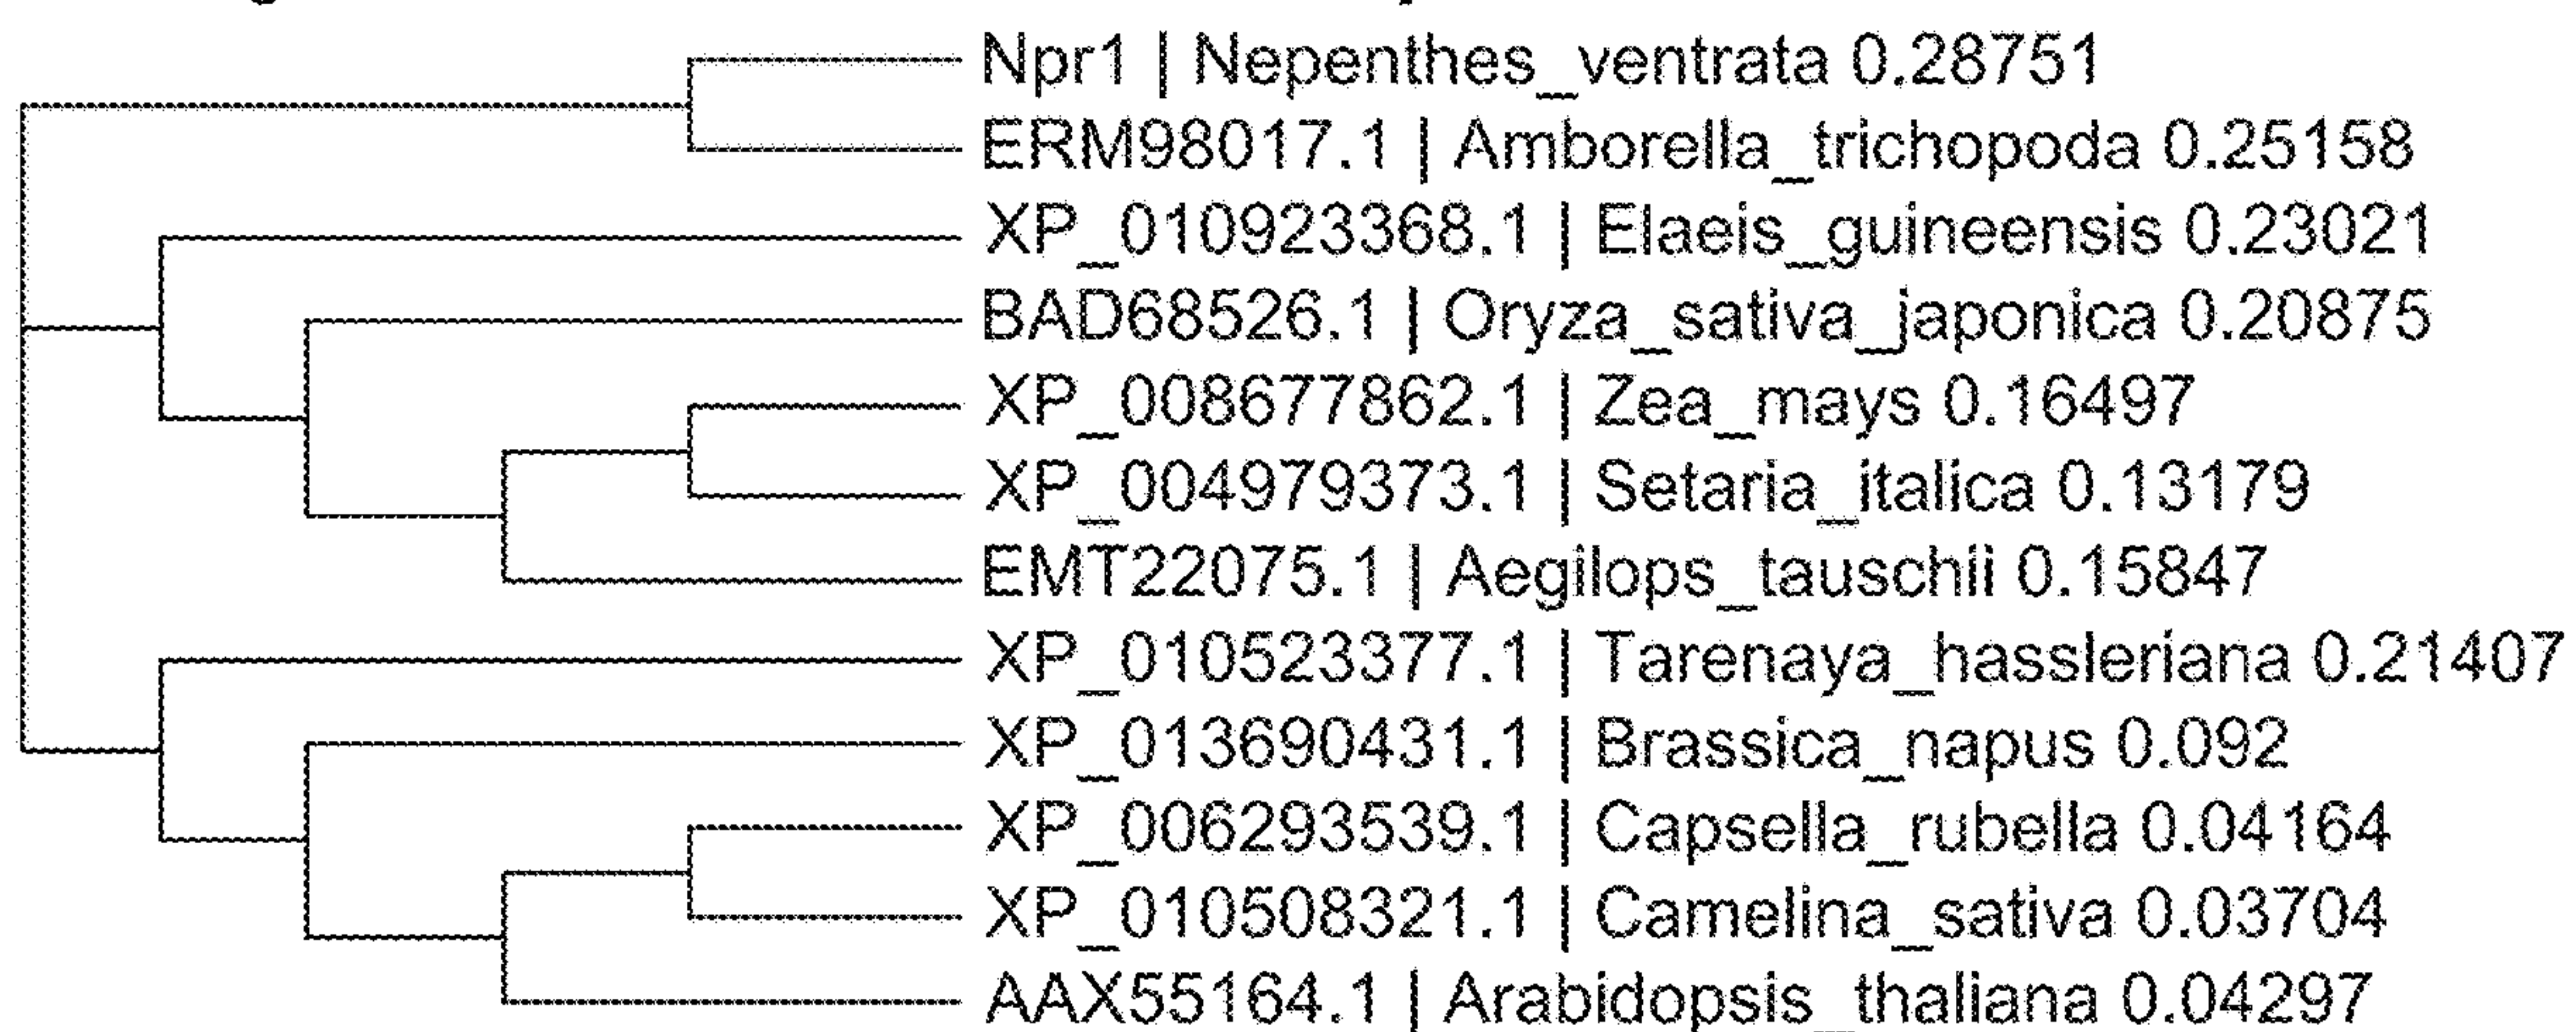 Npr1 | Nepenthes_ventrata 0.28751
ERM98017.1 | Amborella_trichopoda 0.25158
XP_010923368.1 | Elaeis_guineensis 0.23021
BAD68526.1 | Oryza_sativa_japonica 0.20875
XP_008677862.1 | Zea_mays 0.16497
XP_004979373.1 | Setaria_italica 0.13179
EMT22075.1 | Aegilops_tauschii 0.15847
XP_010523377.1 | Tarenaya_hassleriana 0.21407
XP_013690431.1 | Brassica_napus 0.092
XP_006293539.1 | Capsella_rubella 0.04164
XP_010508321.1 | Camelina_sativa 0.03704
AAX55164.1 | Arabidopsis_thaliana 0.04297